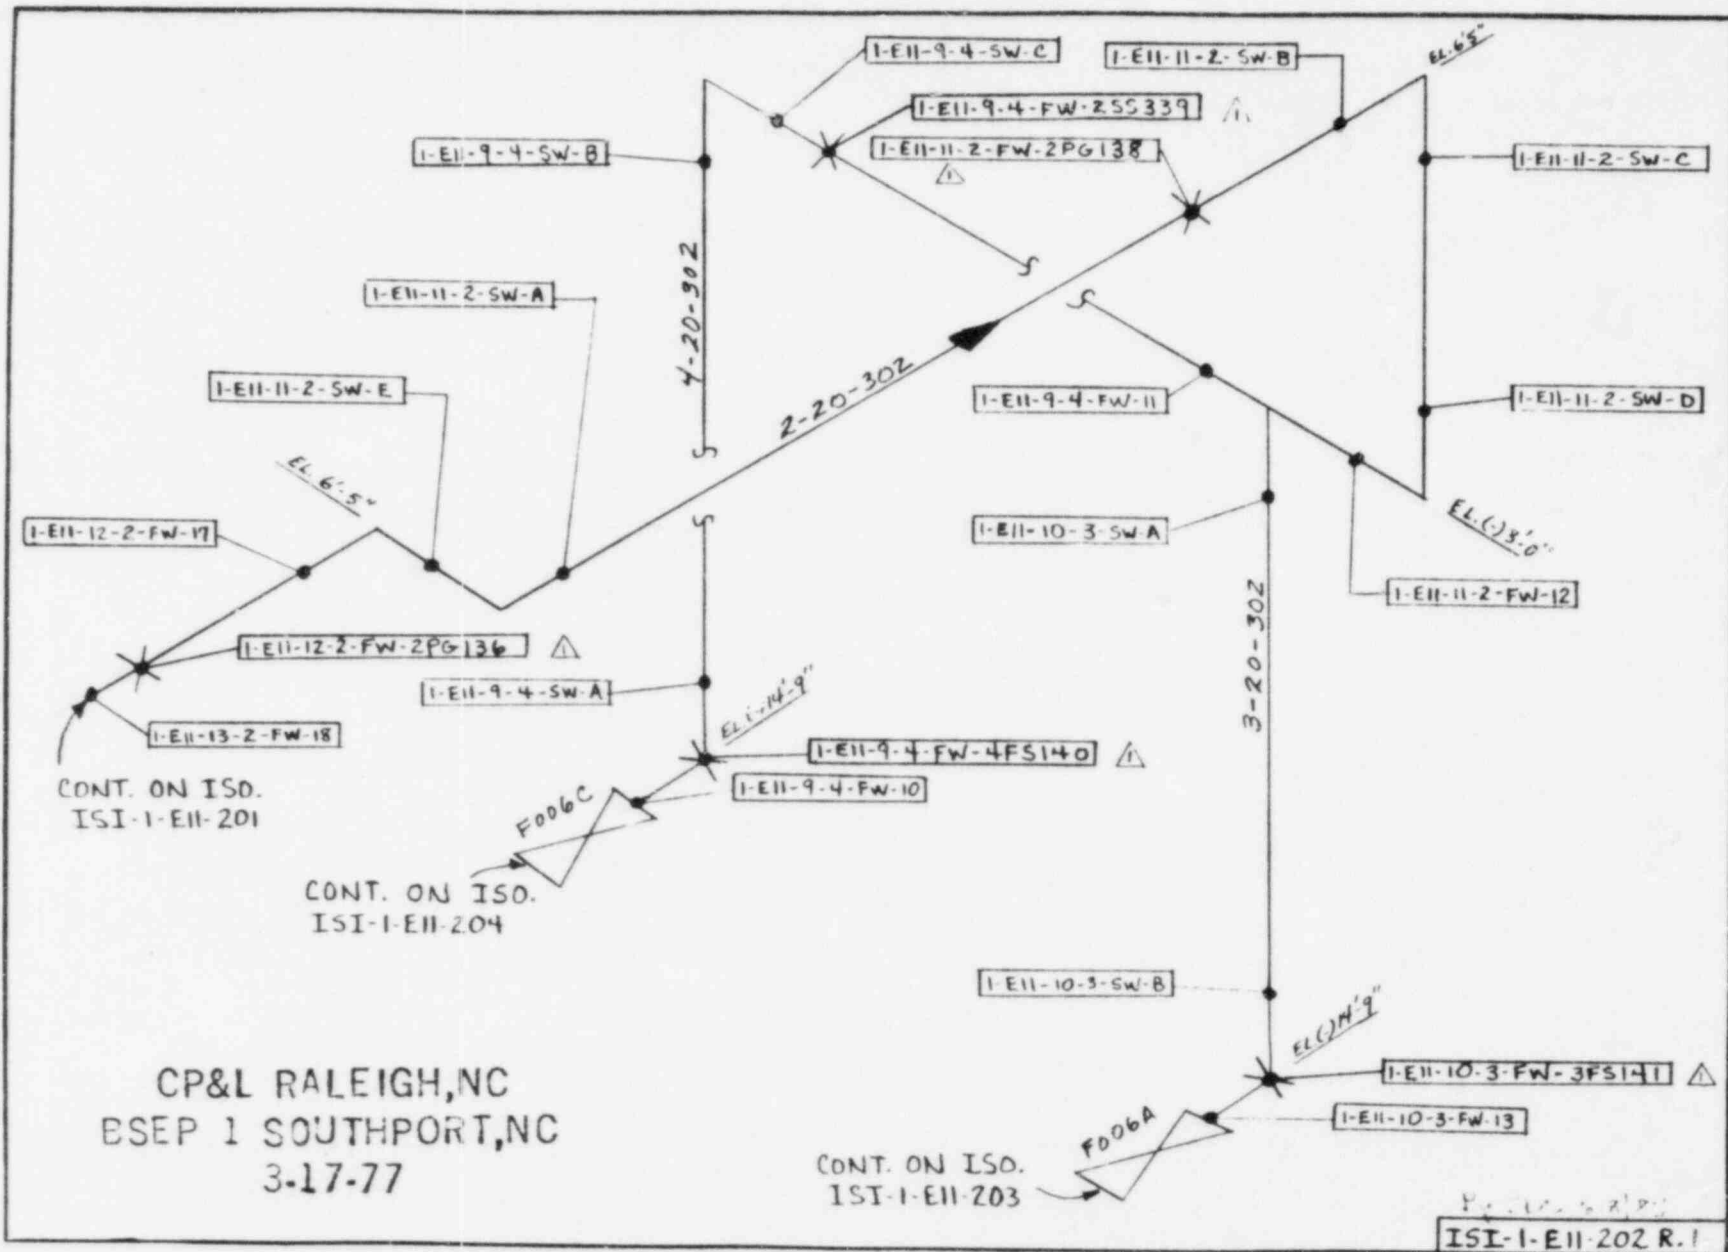 1-E11-9-4-SW-C
1-E11-11-2-SW-B
EL. 6'5"
1-E11-9-4-FW-2SS339
1
1-E11-9-4-SW-B
1-E11-11-2-FW-2PG138
1
1-E11-11-2-SW-C
4-20-302
1-E11-11-2-SW-A
2-20-302
1-E11-11-2-SW-E
1-E11-9-4-FW-11
1-E11-11-2-SW-D
EL. 6'-5"
1-E11-12-2-FW-17
1-E11-10-3-SW-A
EL.(-)3'-0"
1-E11-11-2-FW-12
3-20-302
1-E11-12-2-FW-2PG136
1
1-E11-9-4-SW-A
1-E11-13-2-FW-18
1-E11-9-4-FW-4FS140
1
1-E11-9-4-FW-10
CONT. ON ISO.
ISI-1-E11-201
F006C
CONT. ON ISO.
ISI-1-E11-204
1-E11-10-3-SW-B
EL(-)14'9"
1-E11-10-3-FW-3FS141
1
1-E11-10-3-FW-13
F006A
CONT. ON ISO.
ISI-1-E11-203
CP&L RALEIGH,NC
BSEP 1 SOUTHPORT,NC
3-17-77
ISI-1-E11-202 R.1